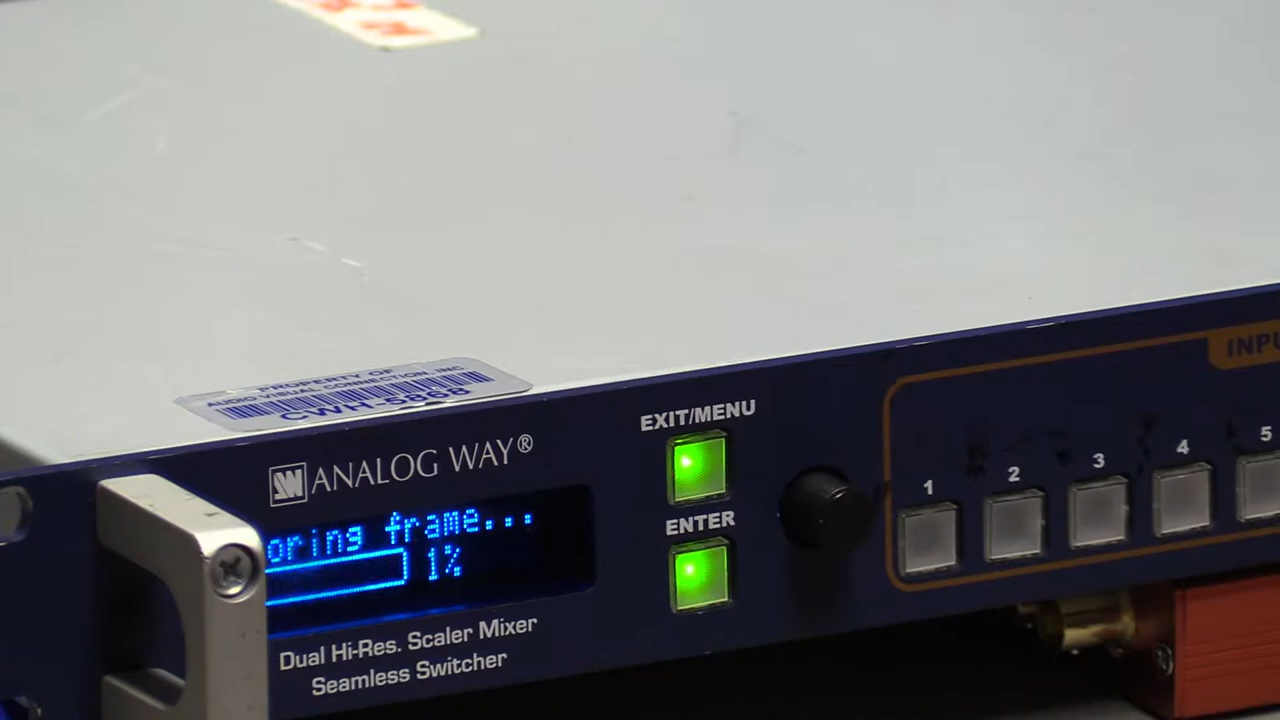 PROPERTY OF
AUDIO VISUAL CONNECTION, INC
CWH-5868
ANALOG WAY®
oring frame...
1%
Dual Hi-Res. Scaler Mixer
Seamless Switcher
EXIT/MENU
ENTER
INPU
1 2 3 4 5